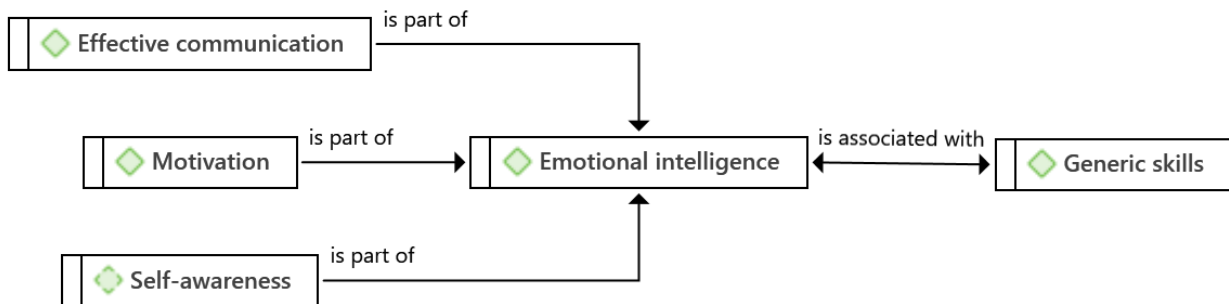 is part of
Effective communication
is part of
is associated with
Motivation
Emotional intelligence
Generic skills
is part of
Self-awareness